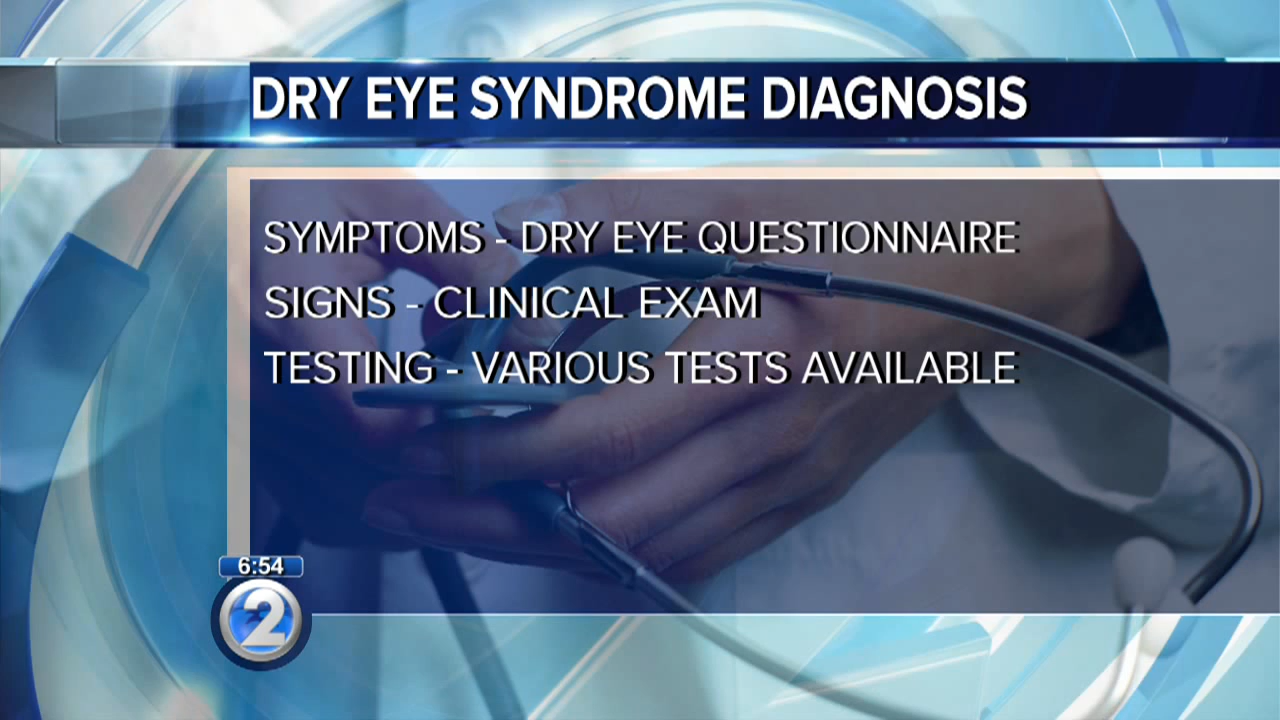 DRY EYE SYNDROME DIAGNOSIS
SYMPTOMS - DRY EYE QUESTIONNAIRE
SIGNS - CLINICAL EXAM
TESTING - VARIOUS TESTS AVAILABLE
6:54
2